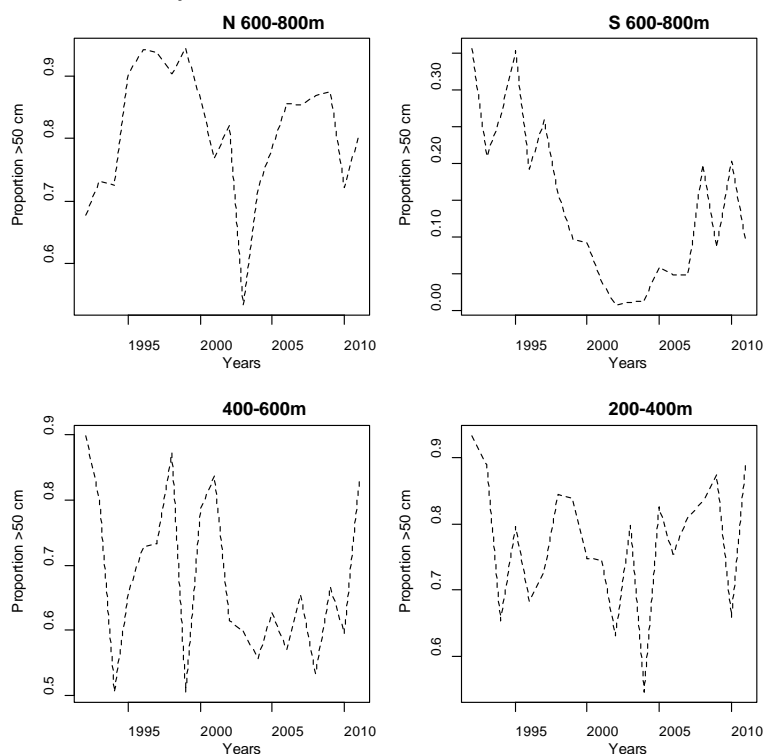 N 600-800m
Proportion >50 cm
0.6 0.7 0.8 0.9
1995 2000 2005 2010
Years
S 600-800m
Proportion >50 cm
0.00 0.10 0.20 0.30
1995 2000 2005 2010
Years
400-600m
Proportion >50 cm
0.5 0.6 0.7 0.8 0.9
1995 2000 2005 2010
Years
200-400m
Proportion >50 cm
0.6 0.7 0.8 0.9
1995 2000 2005 2010
Years